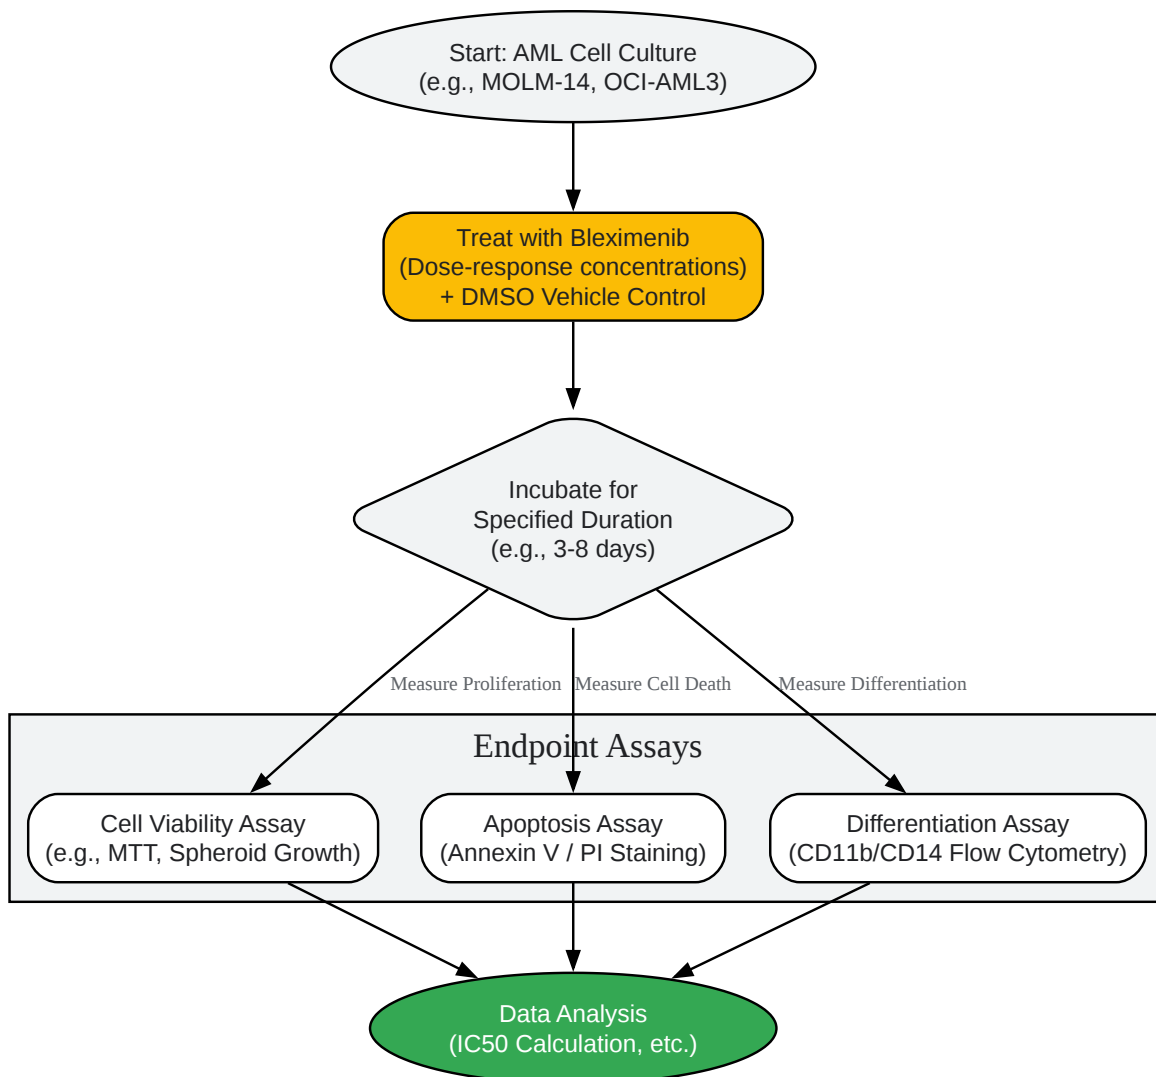 Start: AML Cell Culture
(e.g., MOLM-14, OCI-AML3)
Treat with Bleximenib
(Dose-response concentrations)
+ DMSO Vehicle Control
Incubate for
Specified Duration
(e.g., 3-8 days)
Measure Proliferation
Measure Cell Death
Measure Differentiation
Endpoint Assays
Cell Viability Assay
(e.g., MTT, Spheroid Growth)
Apoptosis Assay
(Annexin V / PI Staining)
Differentiation Assay
(CD11b/CD14 Flow Cytometry)
Data Analysis
(IC50 Calculation, etc.)